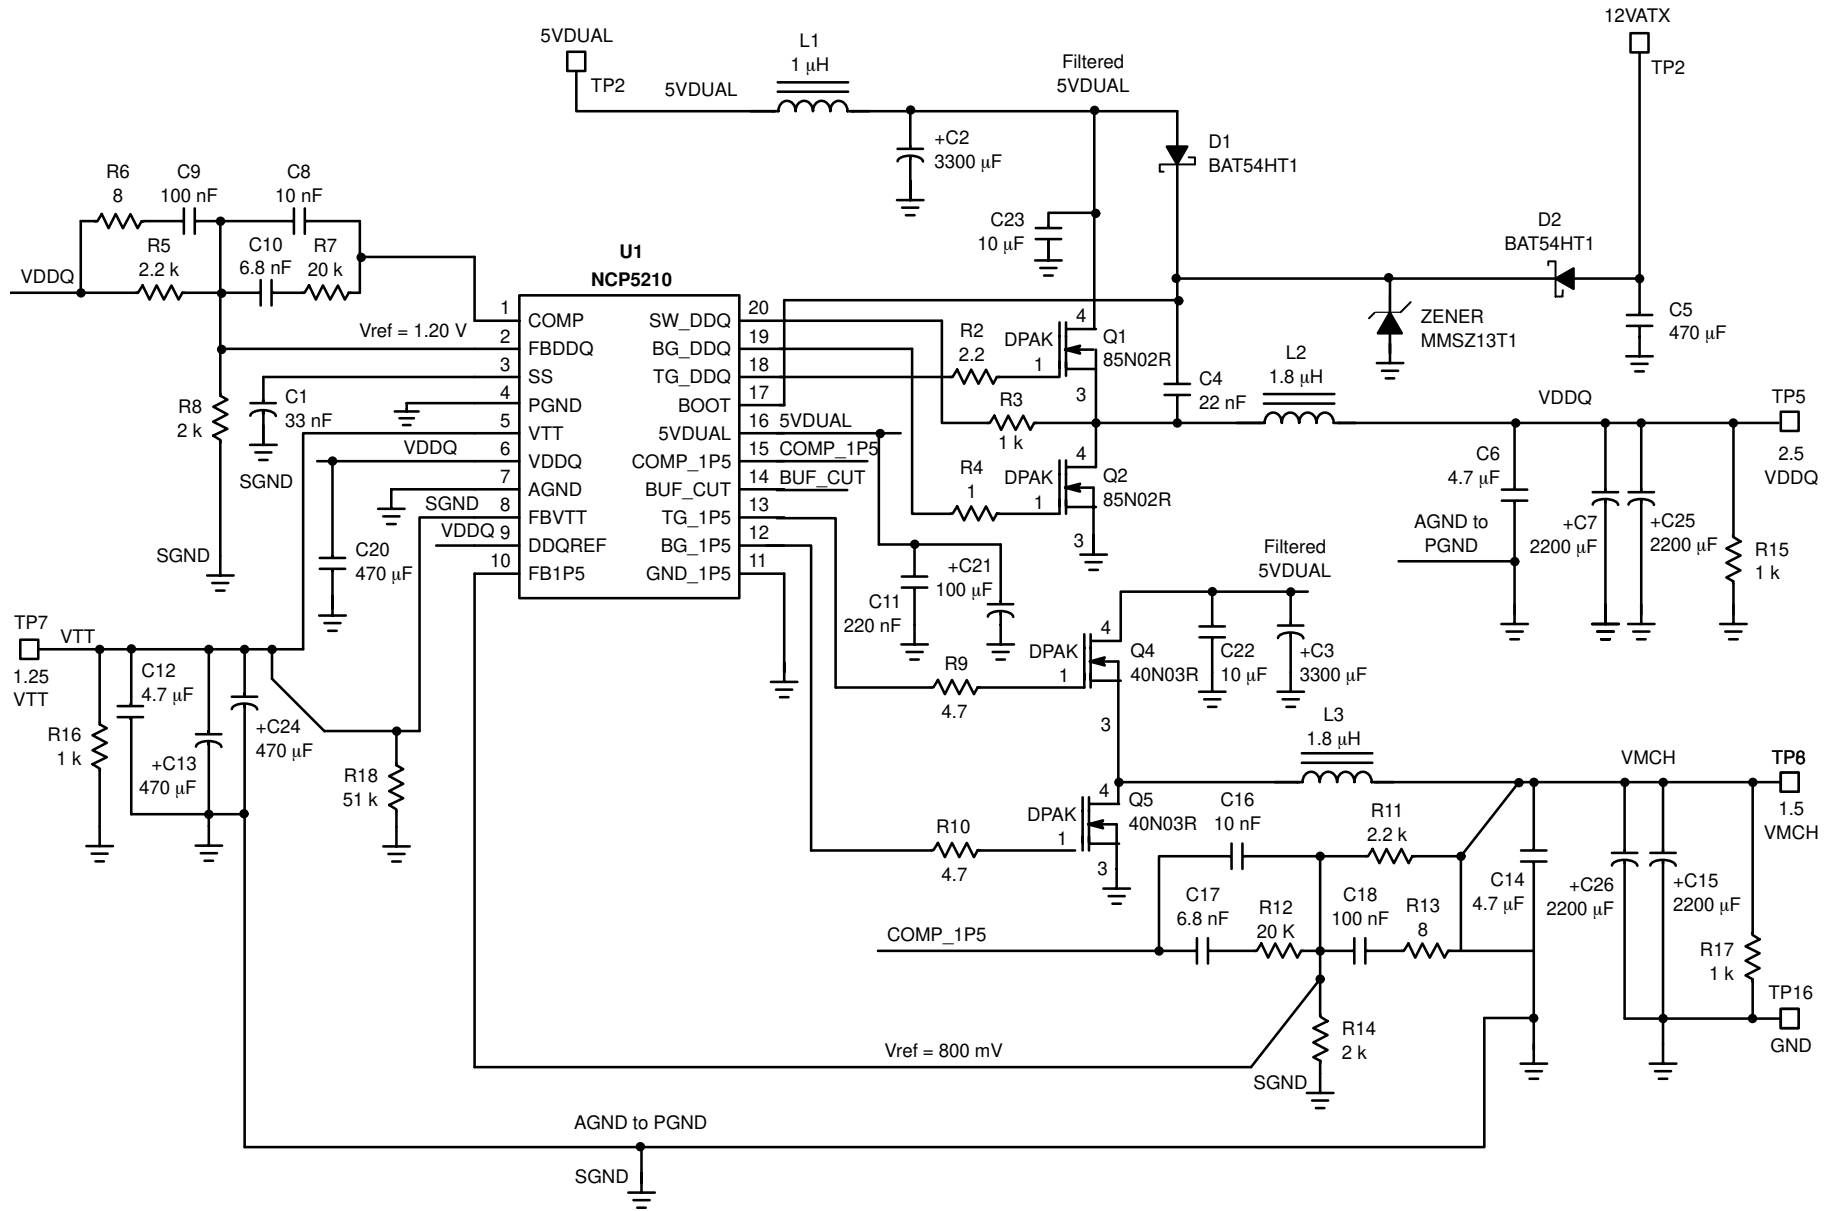 5VDUAL
TP2
5VDUAL
L1
1 μH
Filtered
5VDUAL
12VATX
TP2
+C2
3300 μF
D1
BAT54HT1
R6
8
C9
100 nF
C8
10 nF
R5
2.2 k
C10
6.8 nF
R7
20 k
VDDQ
C23
10 μF
D2
BAT54HT1
U1
NCP5210
ZENER
MMSZ13T1
C5
470 μF
Vref = 1.20 V
1 COMP
2 FBDDQ
3 SS
4 PGND
5 VTT
6 VDDQ
7 AGND
8 FBVTT
9 DDQREF
10 FB1P5
SW_DDQ 20
BG_DDQ 19
TG_DDQ 18
BOOT 17
5VDUAL 16 5VDUAL
COMP_1P5 15 COMP_1P5
BUF_CUT 14 BUF_CUT
TG_1P5 13
BG_1P5 12
GND_1P5 11
R2
2.2
DPAK
4
1
3
Q1
85N02R
C4
22 nF
L2
1.8 μH
VDDQ
TP5
2.5
VDDQ
R3
1 k
R4
1
DPAK
4
1
3
Q2
85N02R
R8
2 k
C1
33 nF
SGND
VDDQ
SGND
VDDQ
SGND
C20
470 μF
C6
4.7 μF
AGND to
PGND
+C7
2200 μF
+C25
2200 μF
R15
1 k
C11
220 nF
+C21
100 μF
Filtered
5VDUAL
TP7
VTT
1.25
VTT
C12
4.7 μF
R16
1 k
+C13
470 μF
+C24
470 μF
R18
51 k
R9
4.7
DPAK
4
1
3
Q4
40N03R
C22
10 μF
+C3
3300 μF
L3
1.8 μH
VMCH
TP8
1.5
VMCH
R10
4.7
DPAK
4
1
3
Q5
40N03R
C16
10 nF
R11
2.2 k
C17
6.8 nF
R12
20 K
C18
100 nF
R13
8
C14
4.7 μF
+C26
2200 μF
+C15
2200 μF
R17
1 k
TP16
GND
COMP_1P5
R14
2 k
SGND
Vref = 800 mV
AGND to PGND
SGND